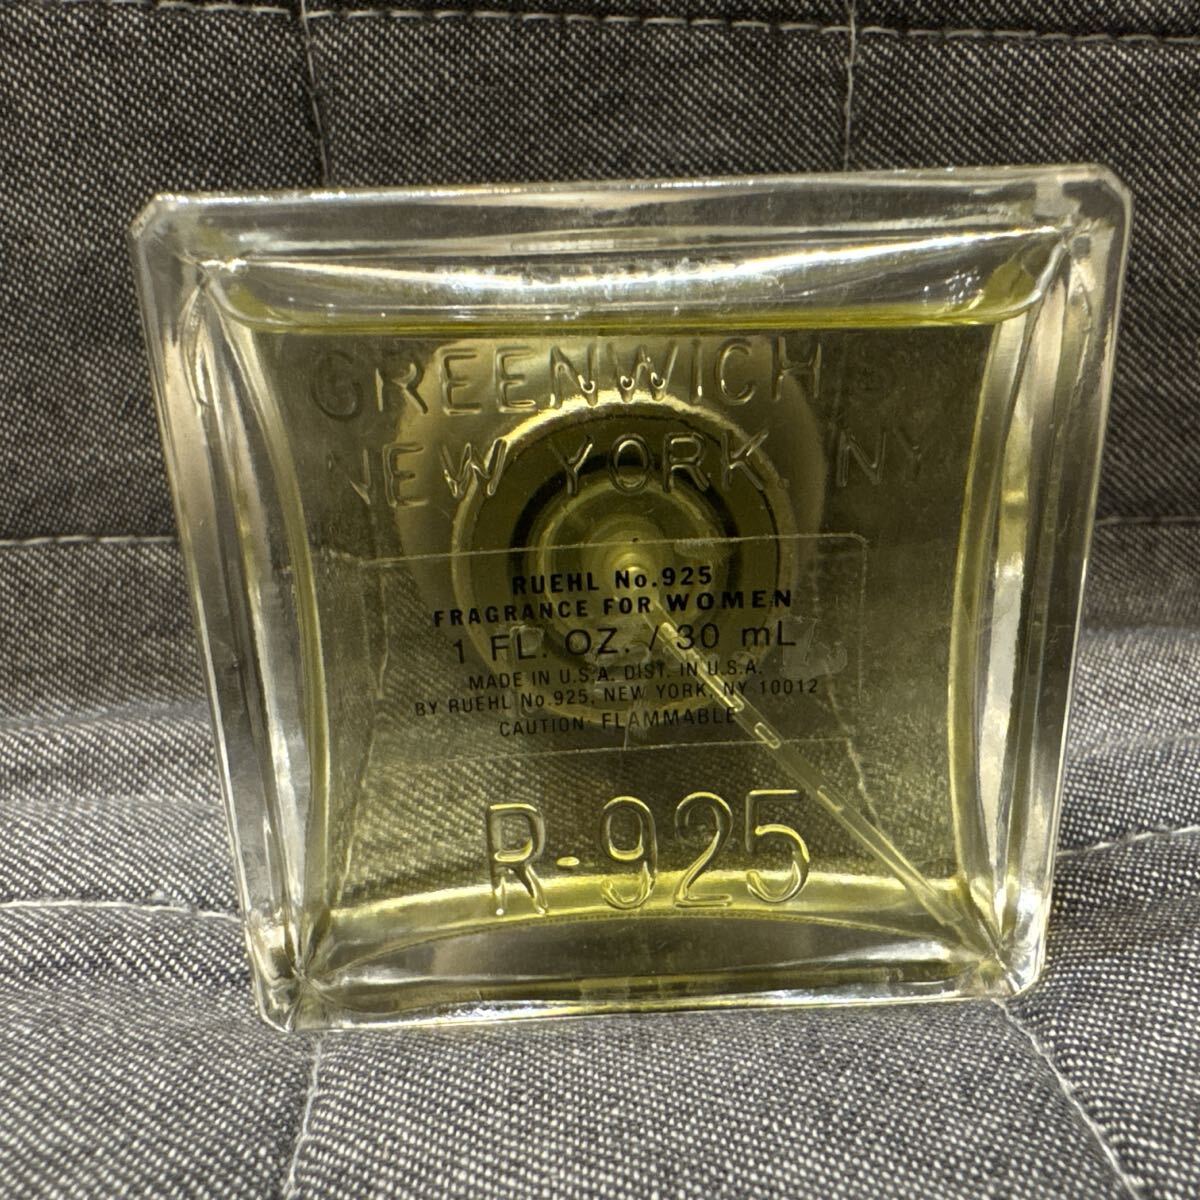 GREENWICH
NEW YORK, NY
RUEHL No.925
FRAGRANCE FOR WOMEN
1 FL. OZ. / 30 mL
MADE IN U.S.A. DIST. IN U.S.A.
BY RUEHL No.925, NEW YORK, NY 10012
CAUTION: FLAMMABLE
R-925